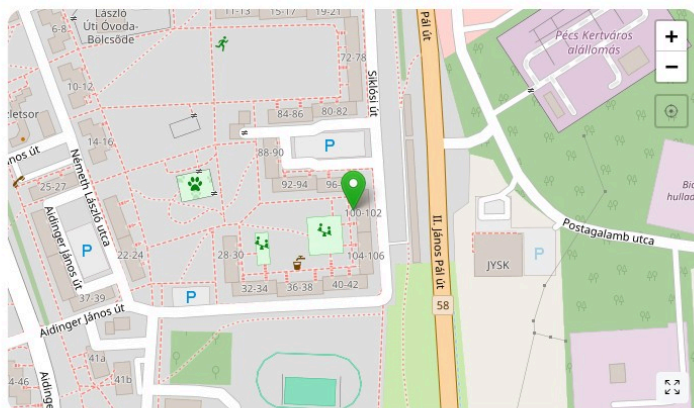 László
Úti Óvoda-
Bölcsőde
6-8
11-13
15-17
19-21
Pál út
Pécs Kertváros
alállomás
+
−
72-78
Siklósi út
10-12
84-86
80-82
P
14-16
88-90
Németh László utca
25-27
92-94
96-
100-102
Postagalamb utca
Aidinger János út
P
22-24
28-30
104-106
II. János Pál út
JYSK
P
37-39
P
32-34
36-38
40-42
58
Aidinger János út
41a
41b
4-46